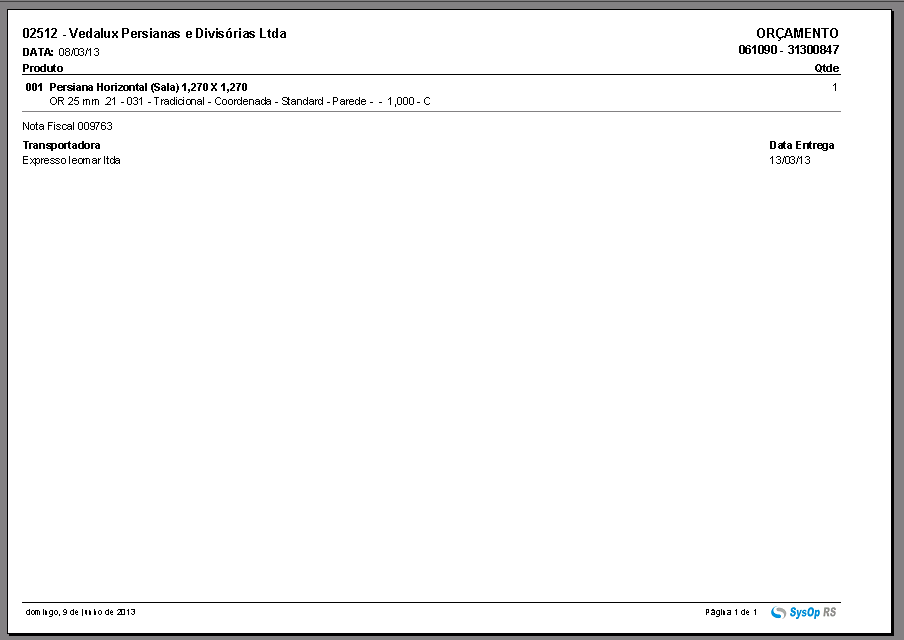 02512 - Vedalux Persianas e Divisórias Ltda ORÇAMENTO
DATA: 08/03/13 061090 - 31300847
Produto Qtde
001 Persiana Horizontal (Sala) 1,270 X 1,270 1
OR 25 mm .21 - 031 - Tradicional - Coordenada - Standard - Parede - - 1,000 - C
Nota Fiscal 009763
Transportadora Data Entrega
Expresso leomar ltda 13/03/13
domingo, 9 de junho de 2013 Página 1 de 1 SysOp RS